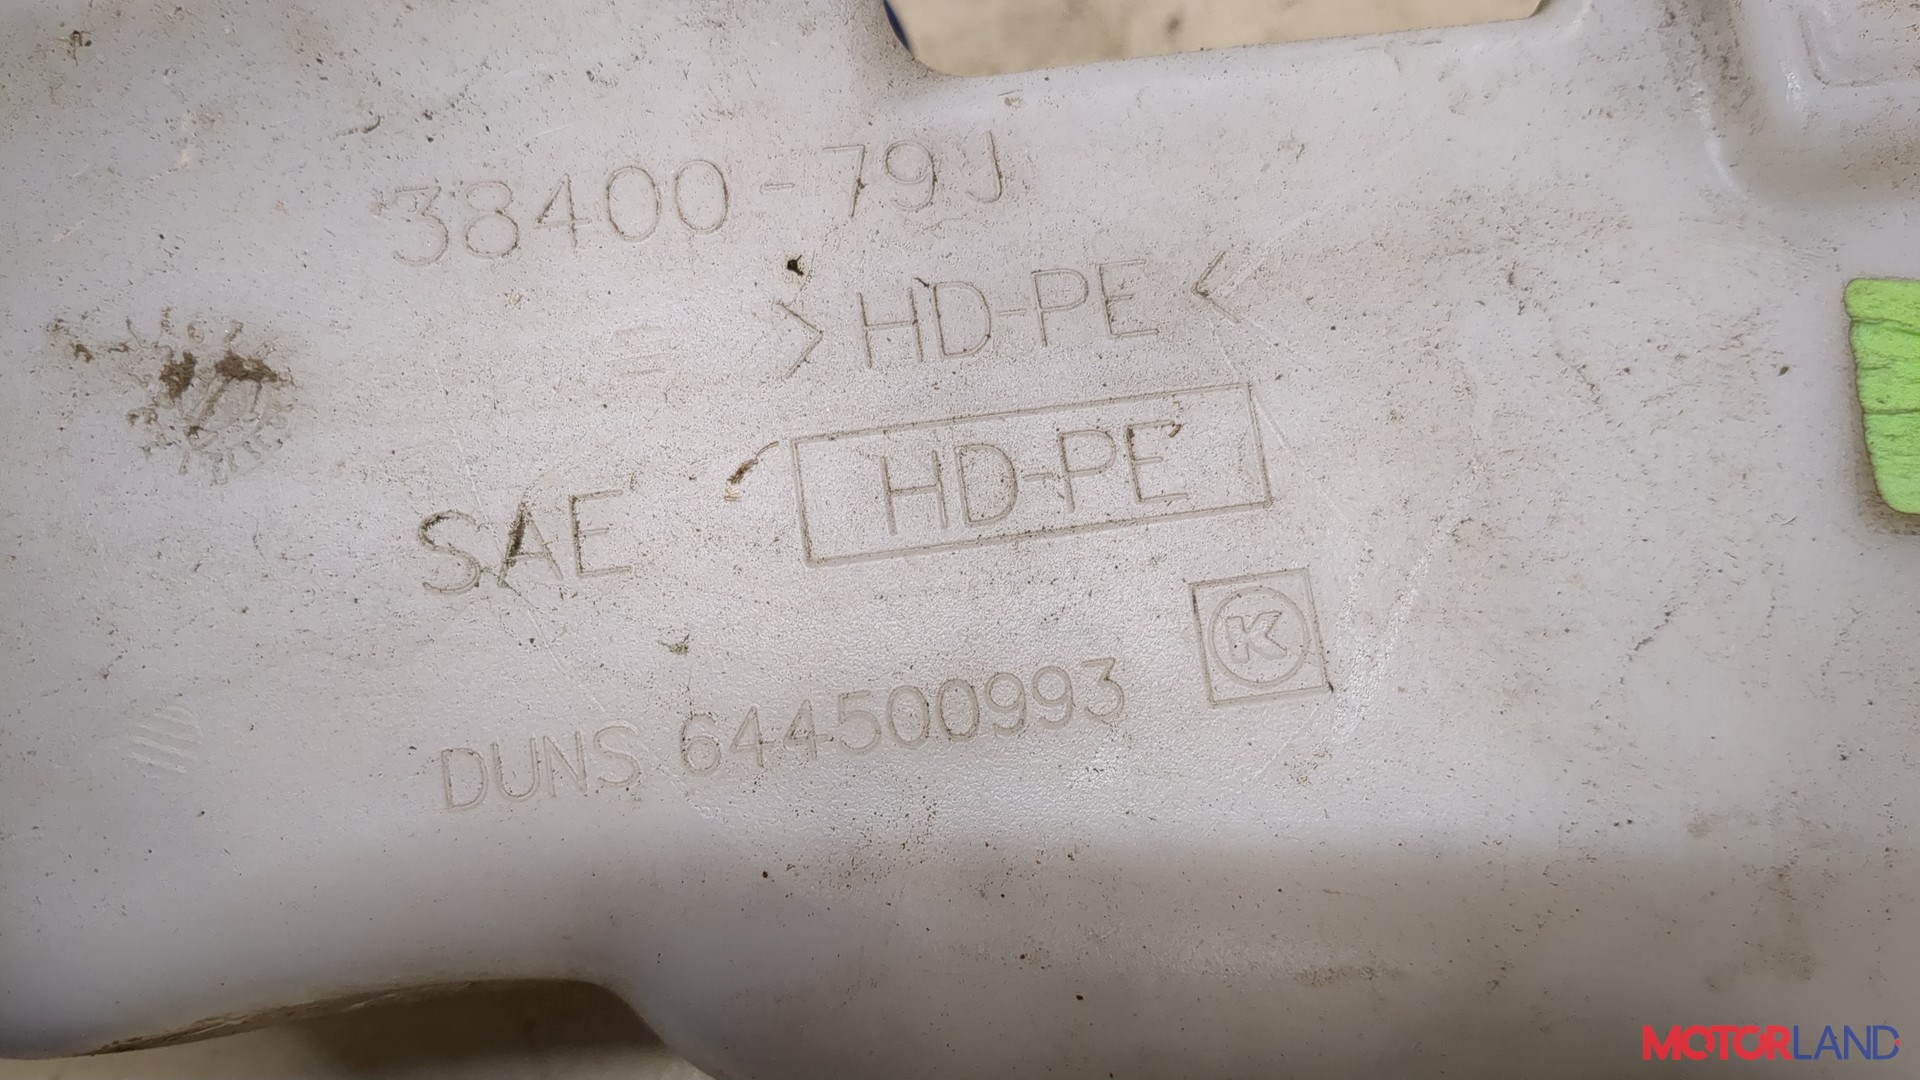 38400-79J
>HD-PE<
SAE HD-PE
K
DUNS 644500993
MOTORLAND